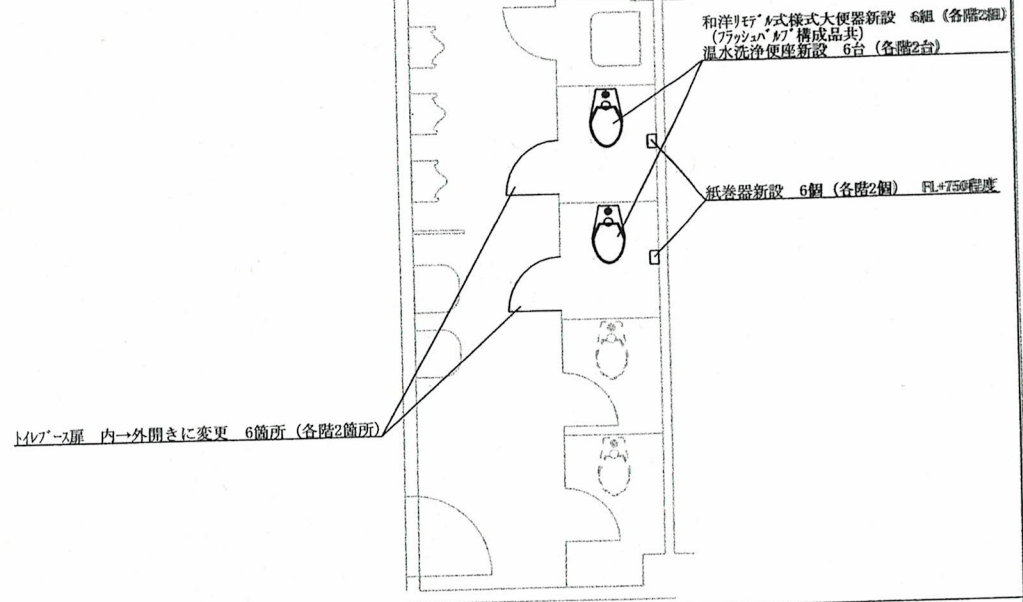 和洋リモデル式様式大便器新設　6組（各階2組）
（フラッシュバルブ構成品共）
温水洗浄便座新設　6台（各階2台）
紙巻器新設　6個（各階2個）　FL+750程度
トイレブース扉　内→外開きに変更　6箇所（各階2箇所）